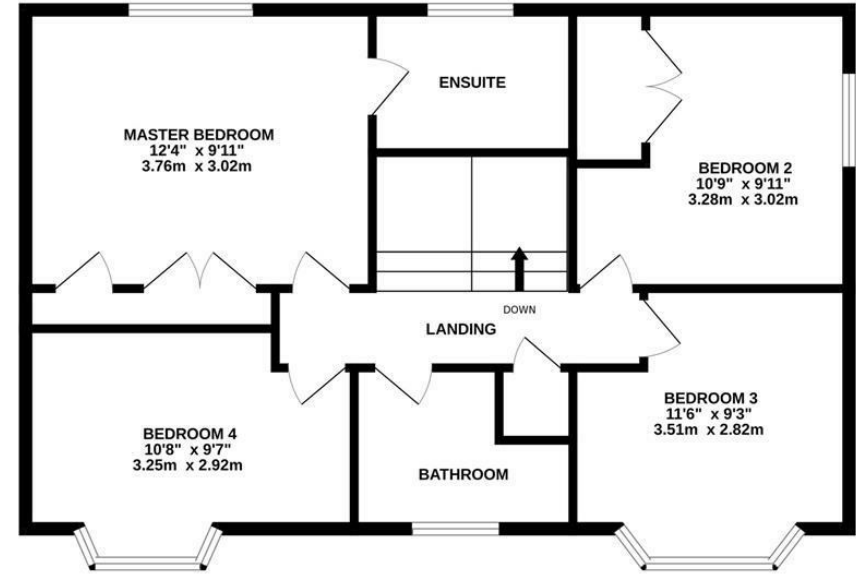 ENSUITE
MASTER BEDROOM
12'4" x 9'11"
3.76m x 3.02m
BEDROOM 2
10'9" x 9'11"
3.28m x 3.02m
DOWN
LANDING
BEDROOM 3
11'6" x 9'3"
3.51m x 2.82m
BEDROOM 4
10'8" x 9'7"
3.25m x 2.92m
BATHROOM